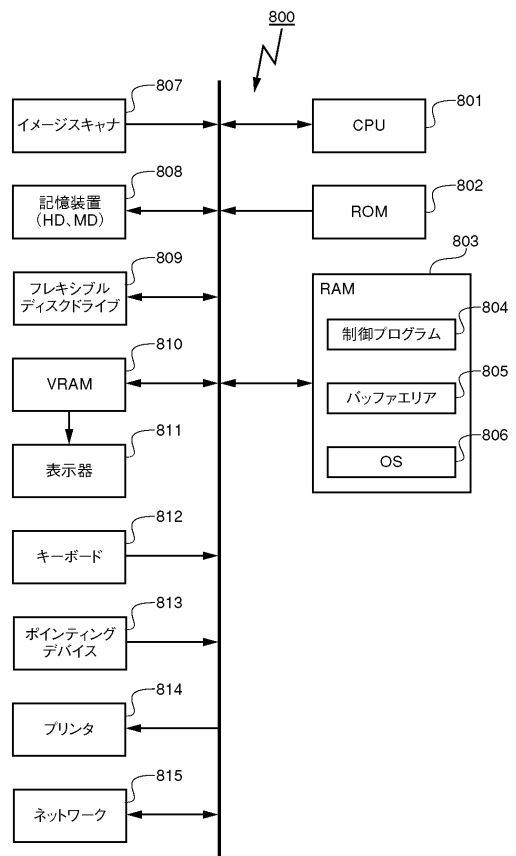 800
807
イメージスキャナ
801
CPU
808
記憶装置
(HD、MD)
802
ROM
809
フレキシブル
ディスクドライブ
803
RAM
804
制御プログラム
805
バッファエリア
806
OS
810
VRAM
811
表示器
812
キーボード
813
ポインティング
デバイス
814
プリンタ
815
ネットワーク